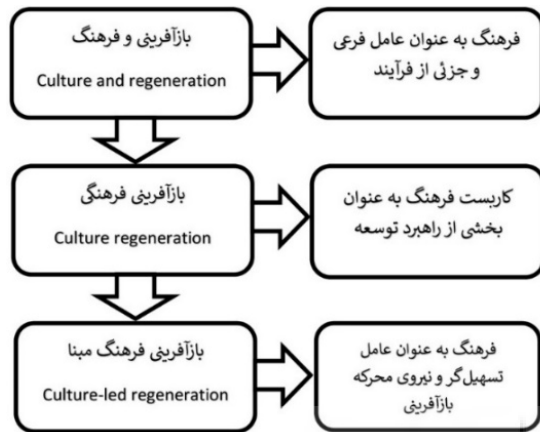 بازآفرینی و فرهنگ
Culture and regeneration
فرهنگ به عنوان عامل فرعی
و جزئی از فرآیند
بازآفرینی فرهنگی
Culture regeneration
کاربست فرهنگ به عنوان
بخشی از راهبرد توسعه
بازآفرینی فرهنگ مبنا
Culture-led regeneration
فرهنگ به عنوان عامل
تسهیل‌گر و نیروی محرکه
بازآفرینی